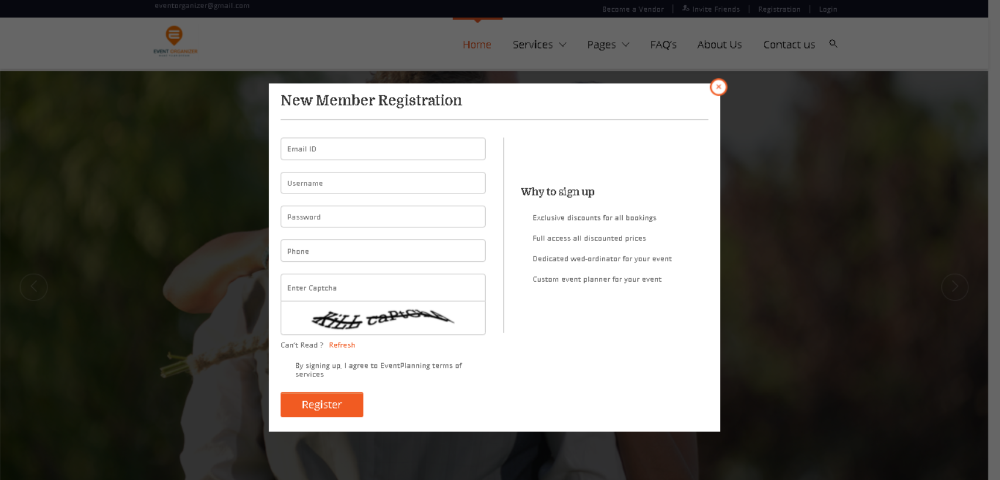 eventorganizer@gmail.com
Become a Vendor | Invite Friends | Registration | Login
EVENT ORGANIZER
Home Services Pages FAQ's About Us Contact us
New Member Registration
Email ID
Username
Password
Phone
Enter Captcha
KiLL caPtCha
Can't Read ? Refresh
By signing up, I agree to EventPlanning terms of
services
Register
Why to sign up
Exclusive discounts for all bookings
Full access all discounted prices
Dedicated wed-ordinator for your event
Custom event planner for your event